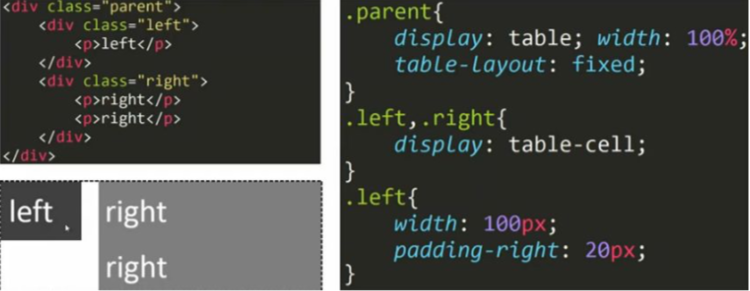 <div class="parent">
<div class="left">
<p>left</p>
</div>
<div class="right">
<p>right</p>
<p>right</p>
</div>
</div>
left
right
right
.parent{
display: table; width: 100%;
table-layout: fixed;
}
.left,.right{
display: table-cell;
}
.left{
width: 100px;
padding-right: 20px;
}